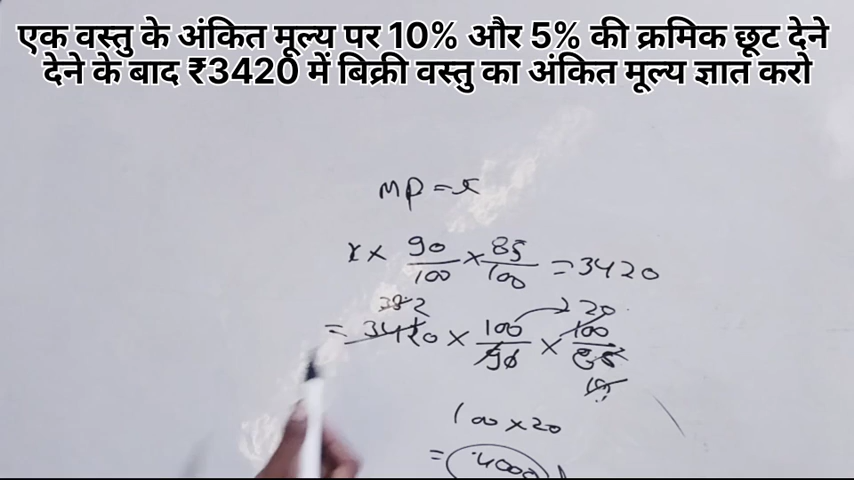 एक वस्तु के अंकित मूल्य पर 10% और 5% की क्रमिक छूट देने
देने के बाद ₹3420 में बिक्री वस्तु का अंकित मूल्य ज्ञात करो
MP = x
x × 90/100 × 85/100 = 3420
= 3420 × 100/90 × 100/85
20
100 × 20
= 4000